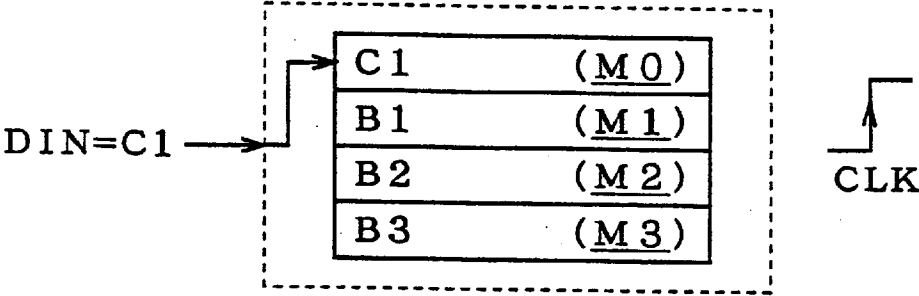 C1 (M0)
B1 (M1)
DIN=C1
B2 (M2)
CLK
B3 (M3)